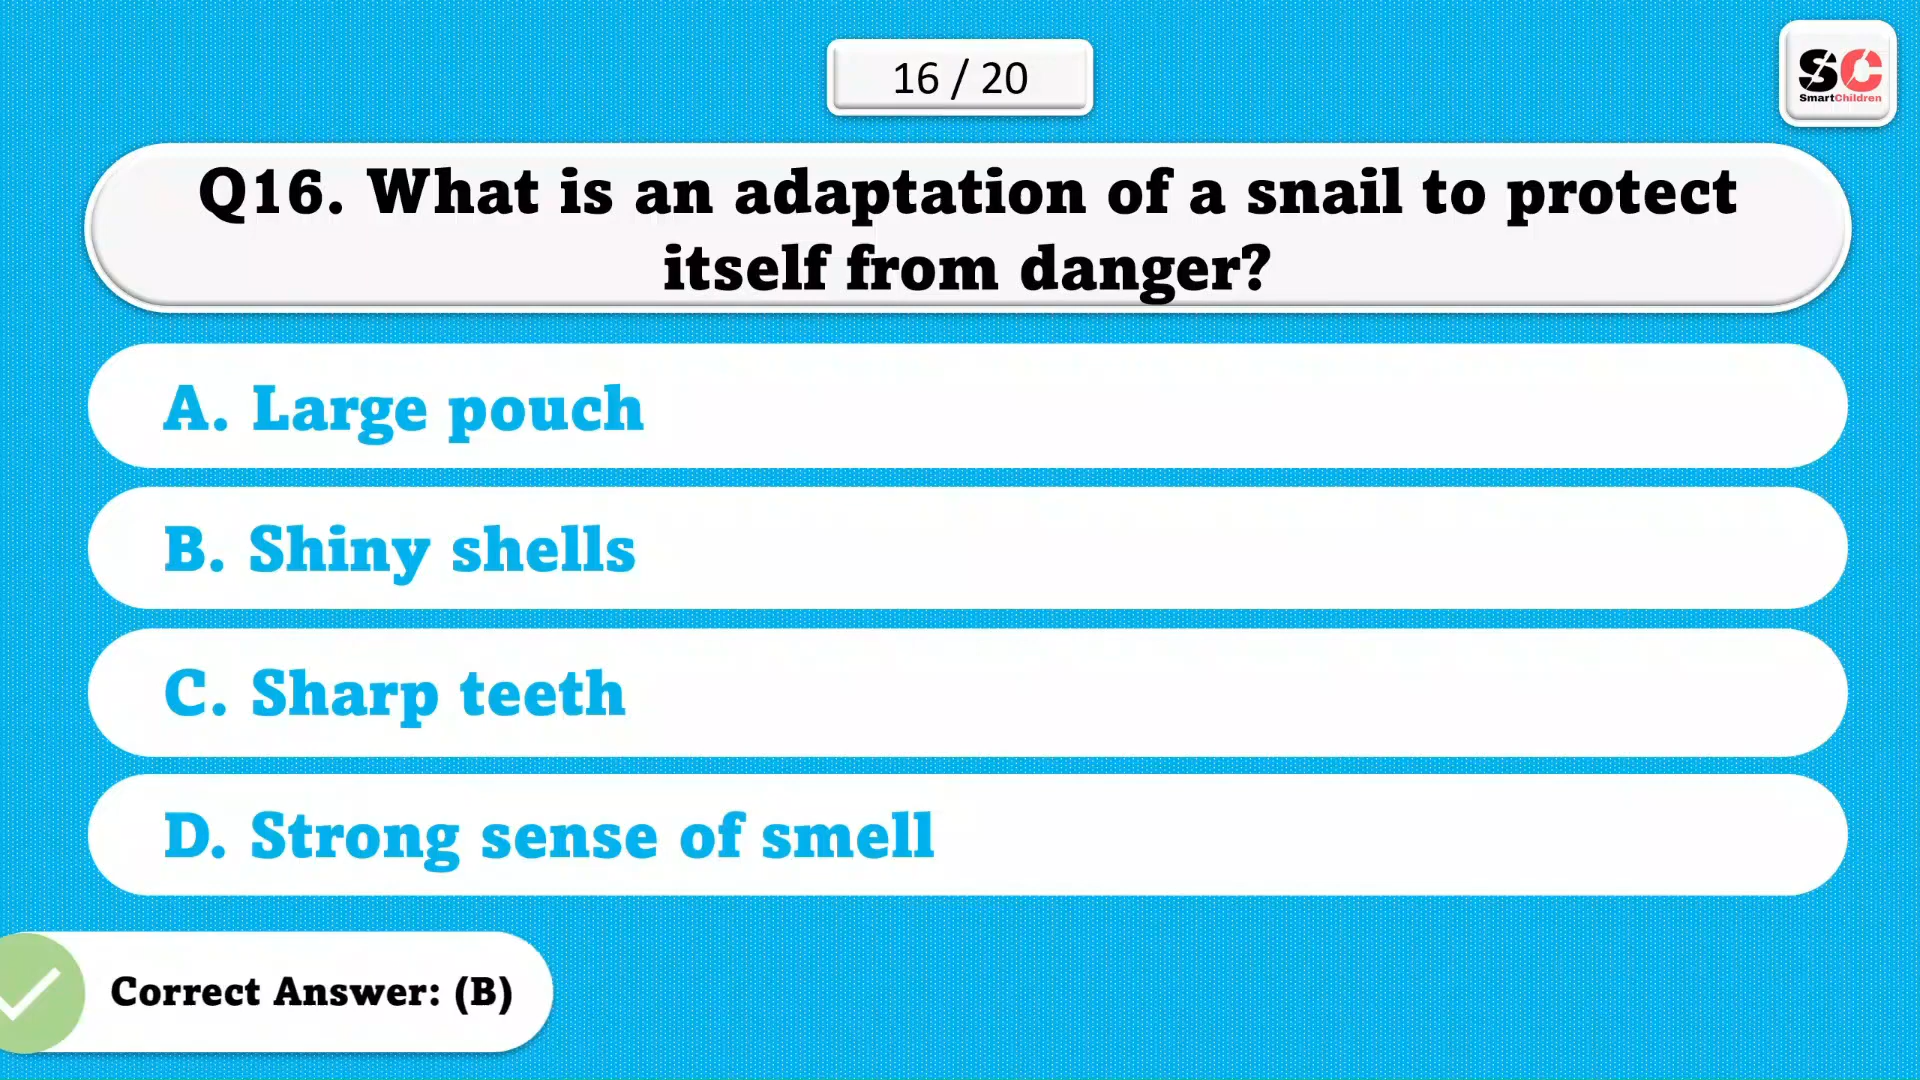 16 / 20
SC
SmartChildren
Q16. What is an adaptation of a snail to protect
itself from danger?
A. Large pouch
B. Shiny shells
C. Sharp teeth
D. Strong sense of smell
Correct Answer: (B)